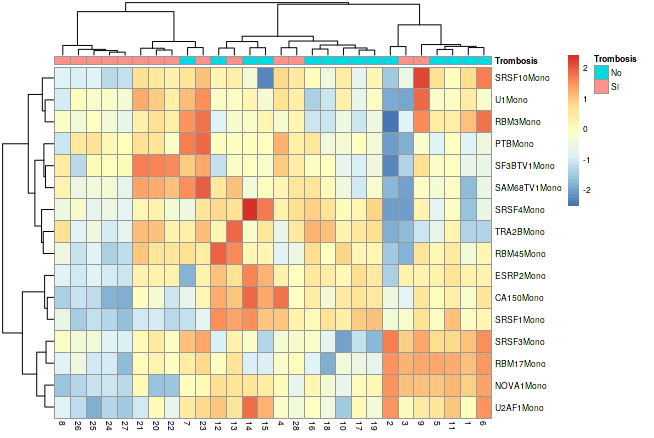 Trombosis
SRSF10Mono
U1Mono
RBM3Mono
PTBMono
SF3BTV1Mono
SAM68TV1Mono
SRSF4Mono
TRA2BMono
RBM45Mono
ESRP2Mono
CA150Mono
SRSF1Mono
SRSF3Mono
RBM17Mono
NOVA1Mono
U2AF1Mono
8 26 25 24 27 21 20 22 7 23 12 13 14 15 4 28 16 18 10 17 19 2 3 9 5 11 1 6
2
1
0
-1
-2
Trombosis
No
SI